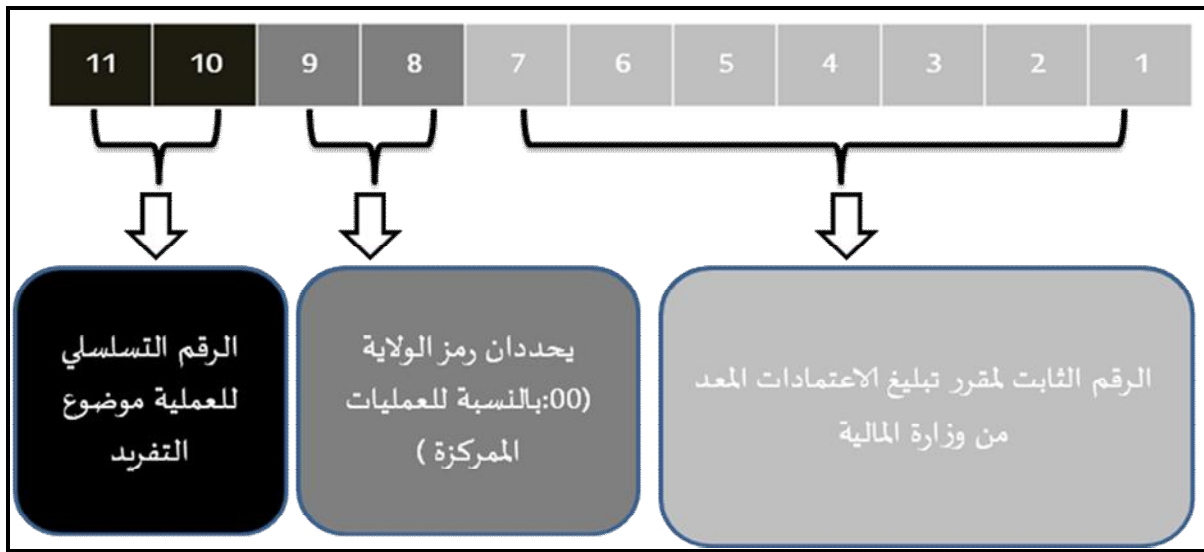 11 10 9 8 7 6 5 4 3 2 1
الرقم الثابت لمقرر تبليغ الاعتمادات المعد
من وزارة المالية
يحددان رمز الولاية
(00:بالنسبة للعمليات
الممركزة )
الرقم التسلسلي
للعملية موضوع
التفريد